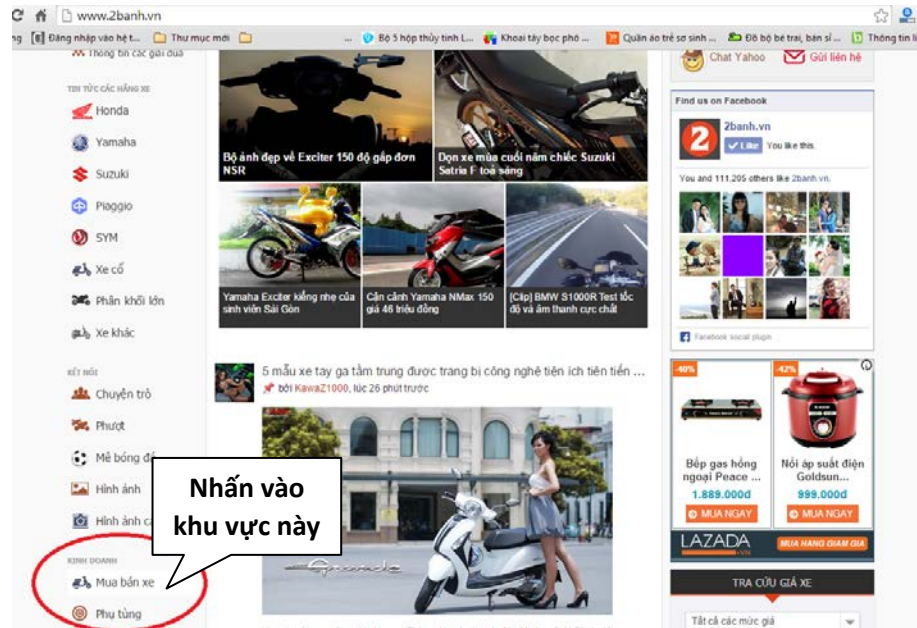 www.2banh.vn
Đăng nhập vào hệ t...
Thư mục mới
...
Bộ 5 hộp thủy tinh L...
Khoai tây bọc phô ...
Quần áo trẻ sơ sinh ...
Đồ bộ bé trai, bán sỉ ...
Thông tin li
Thông tin các giải đua
TIN TỨC CÁC HÃNG XE
Honda
Yamaha
Suzuki
Piaggio
SYM
Xe cổ
Phân khối lớn
Xe khác
KẾT NỐI
Chuyện trò
Phượt
Mê bóng đá
Hình ảnh
Hình ảnh
KINH DOANH
Mua bán xe
Phụ tùng
Nhấn vào
khu vực này
Bộ ảnh đẹp về Exciter 150 độ gắp đơn
NSR
Dọn xe mùa cuối năm chiếc Suzuki
Satria F toả sáng
Yamaha Exciter kiểng nhẹ của
sinh viên Sài Gòn
Cận cảnh Yamaha NMax 150
giá 46 triệu đồng
[Clip] BMW S1000R Test tốc
độ và âm thanh cực chất
5 mẫu xe tay ga tầm trung được trang bị công nghệ tiện ích tiên tiến ...
bởi KawaZ1000, lúc 26 phút trước
Grande
Chat Yahoo
Gửi liên hệ
Find us on Facebook
2
2banh.vn
Like
You like this.
You and 111,205 others like 2banh.vn.
Facebook social plugin
-40%
-42%
Bếp gas hồng
ngoại Peace ...
1.889.000đ
MUA NGAY
Nồi áp suất điện
Goldsun...
999.000đ
MUA NGAY
LAZADA
.VN
MUA HÀNG GIẢM GIÁ
TRA CỨU GIÁ XE
Tất cả các mức giá